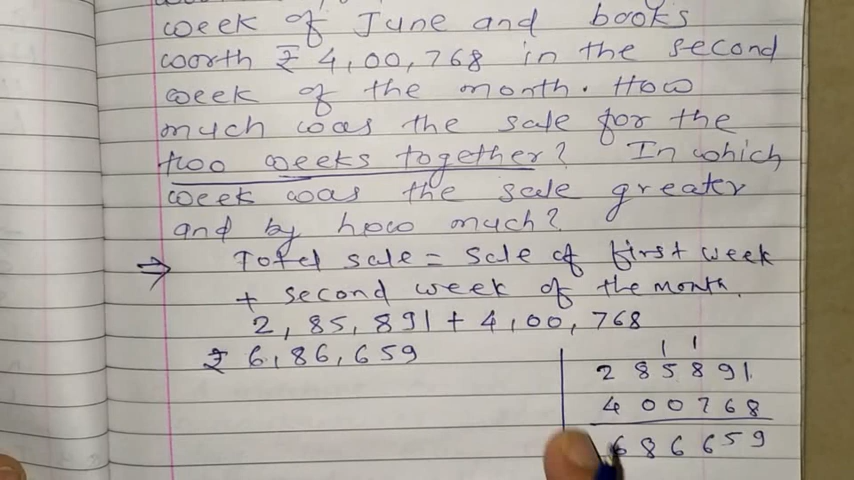 week of June and books
worth ₹ 4,00,768 in the second
week of the month. How
much was the sale for the
two weeks together? In which
week was the sale greater
and by how much?
⇒ Total sale = sale of first week
+ second week of the month.
2,85,891 + 4,00,768
₹ 6,86,659
1 1
2 8 5 8 9 1
4 0 0 7 6 8
6 8 6 6 5 9